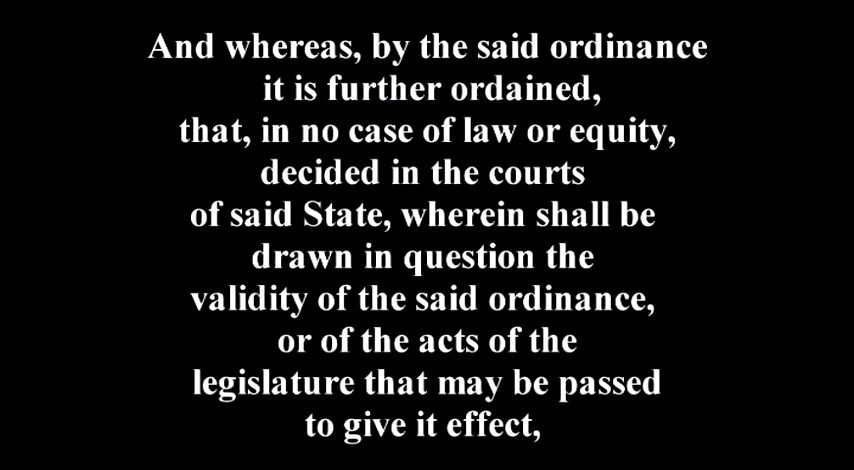 And whereas, by the said ordinance
it is further ordained,
that, in no case of law or equity,
decided in the courts
of said State, wherein shall be
drawn in question the
validity of the said ordinance,
or of the acts of the
legislature that may be passed
to give it effect,